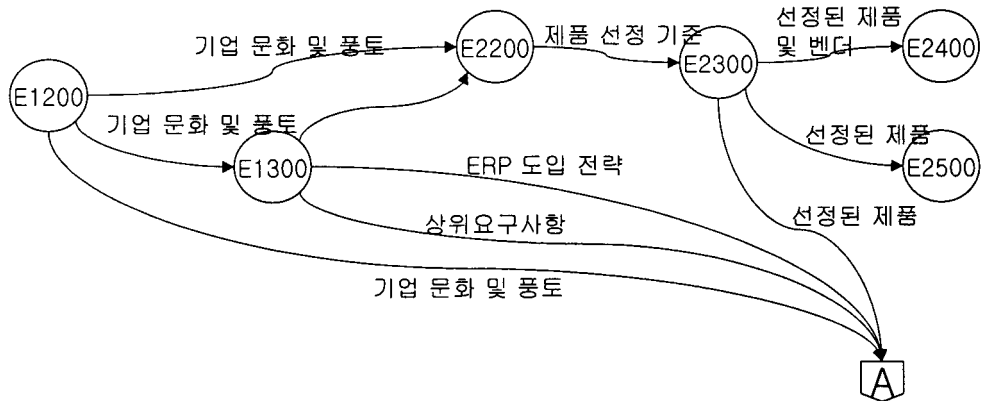 선정된 제품
및 벤더
기업 문화 및 풍토
E2200
제품 선정 기준
E2300
E2400
E1200
기업 문화 및 풍토
E1300
ERP 도입 전략
선정된 제품
E2500
상위요구사항
선정된 제품
기업 문화 및 풍토
A